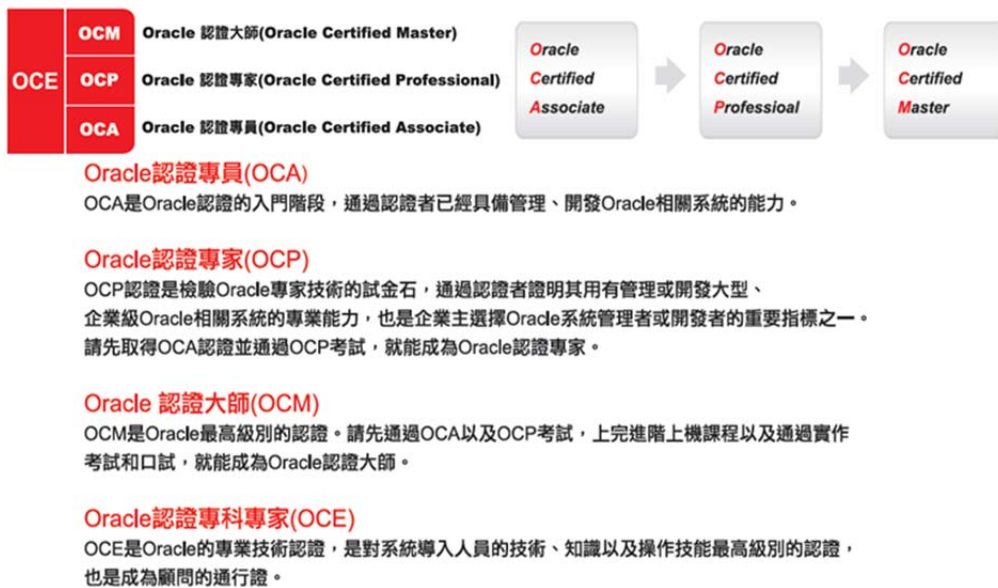 OCE
OCM Oracle 認證大師(Oracle Certified Master)
OCP Oracle 認證專家(Oracle Certified Professional)
OCA Oracle 認證專員(Oracle Certified Associate)
Oracle
Certified
Associate
Oracle
Certified
Professioal
Oracle
Certified
Master
Oracle認證專員(OCA)
OCA是Oracle認證的入門階段，通過認證者已經具備管理、開發Oracle相關系統的能力。
Oracle認證專家(OCP)
OCP認證是檢驗Oracle專家技術的試金石，通過認證者證明其用有管理或開發大型、
企業級Oracle相關系統的專業能力，也是企業主選擇Oracle系統管理者或開發者的重要指標之一。
請先取得OCA認證並通過OCP考試，就能成為Oracle認證專家。
Oracle 認證大師(OCM)
OCM是Oracle最高級別的認證。請先通過OCA以及OCP考試，上完進階上機課程以及通過實作
考試和口試，就能成為Oracle認證大師。
Oracle認證專科專家(OCE)
OCE是Oracle的專業技術認證，是對系統導入人員的技術、知識以及操作技能最高級別的認證，
也是成為顧問的通行證。